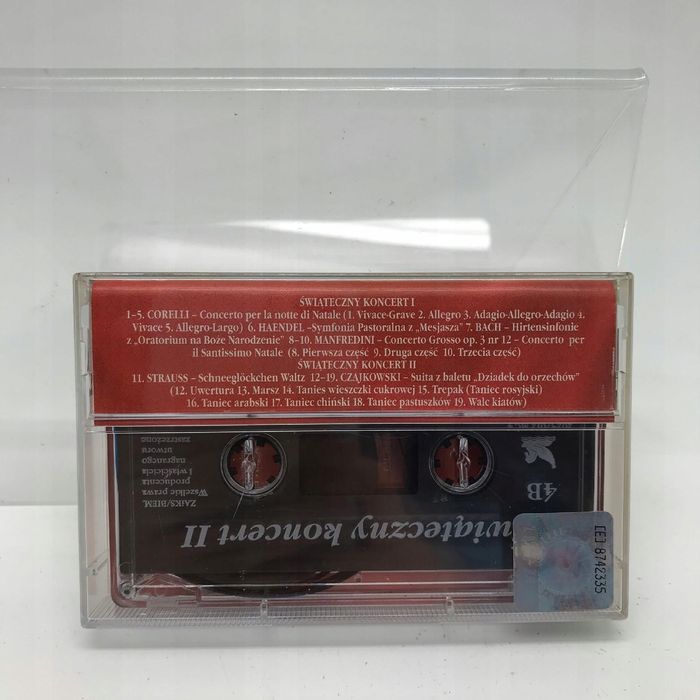 ŚWIĄTECZNY KONCERT I
1–5. CORELLI – Concerto per la notte di Natale (1. Vivace-Grave 2. Allegro 3. Adagio-Allegro-Adagio 4.
Vivace 5. Allegro-Largo) 6. HAENDEL –Symfonia Pastoralna z „Mesjasza" 7. BACH – Hirtensinfonie
z „Oratorium na Boże Narodzenie" 8–10. MANFREDINI – Concerto Grosso op. 3 nr 12 – Concerto per
il Santissimo Natale (8. Pierwsza część 9. Druga część 10. Trzecia część)
ŚWIĄTECZNY KONCERT II
11. STRAUSS – Schneeglöckchen Waltz 12–19. CZAJKOWSKI – Suita z baletu „Dziadek do orzechów"
(12. Uwertura 13. Marsz 14. Tanies wieszczki cukrowej 15. Trepak (Taniec rosyjski)
16. Taniec arabski 17. Taniec chiński 18. Taniec pastuszków 19. Walc kiatów)
4B
wiąteczny koncert II
ZAiKS/BIEM
Wszelkie prawa
producenta
i właściciela
nagranego
utworu
zastrzeżone
[E] 8742335